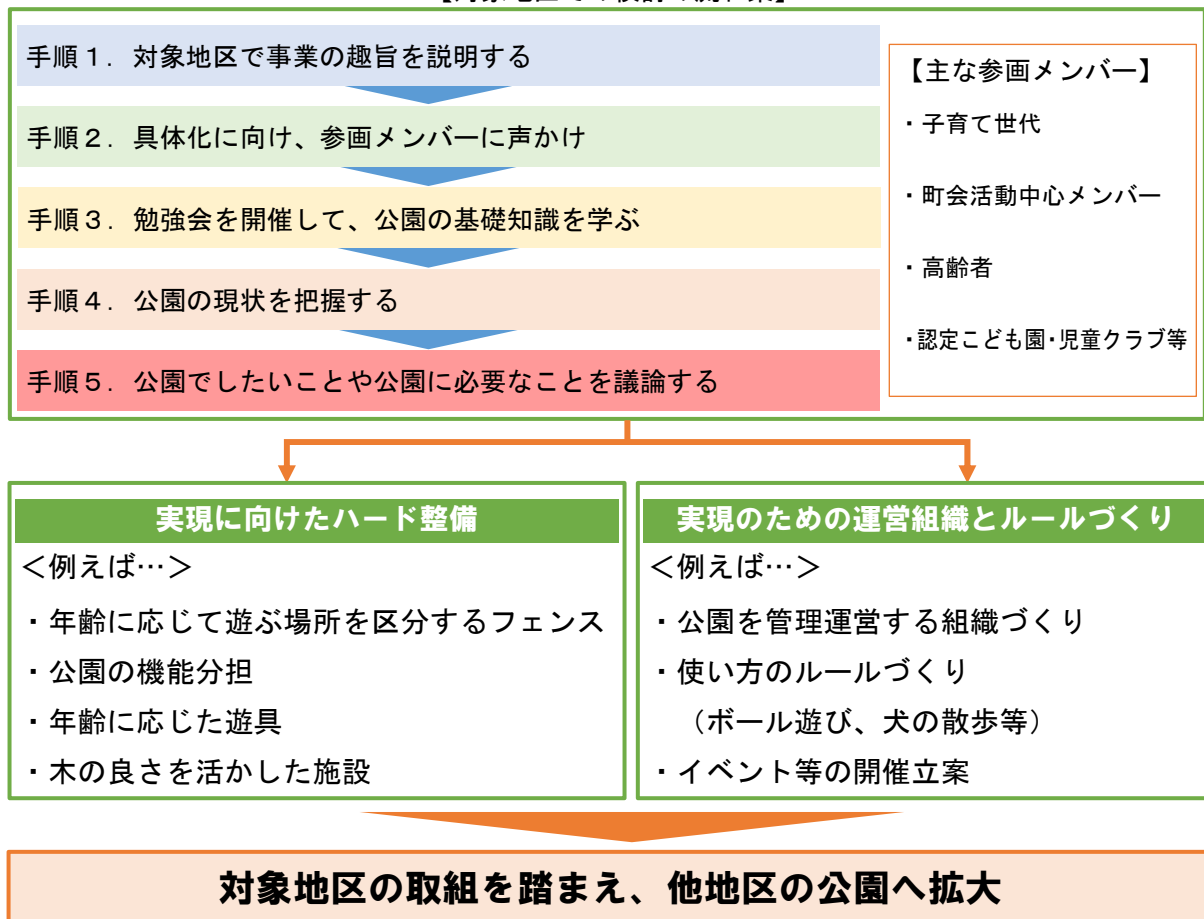 手順１．対象地区で事業の趣旨を説明する
手順２．具体化に向け、参画メンバーに声かけ
手順３．勉強会を開催して、公園の基礎知識を学ぶ
手順４．公園の現状を把握する
手順５．公園でしたいことや公園に必要なことを議論する
【主な参画メンバー】
・子育て世代
・町会活動中心メンバー
・高齢者
・認定こども園・児童クラブ等
実現に向けたハード整備
＜例えば…＞
・年齢に応じて遊ぶ場所を区分するフェンス
・公園の機能分担
・年齢に応じた遊具
・木の良さを活かした施設
実現のための運営組織とルールづくり
＜例えば…＞
・公園を管理運営する組織づくり
・使い方のルールづくり
（ボール遊び、犬の散歩等）
・イベント等の開催立案
対象地区の取組を踏まえ、他地区の公園へ拡大